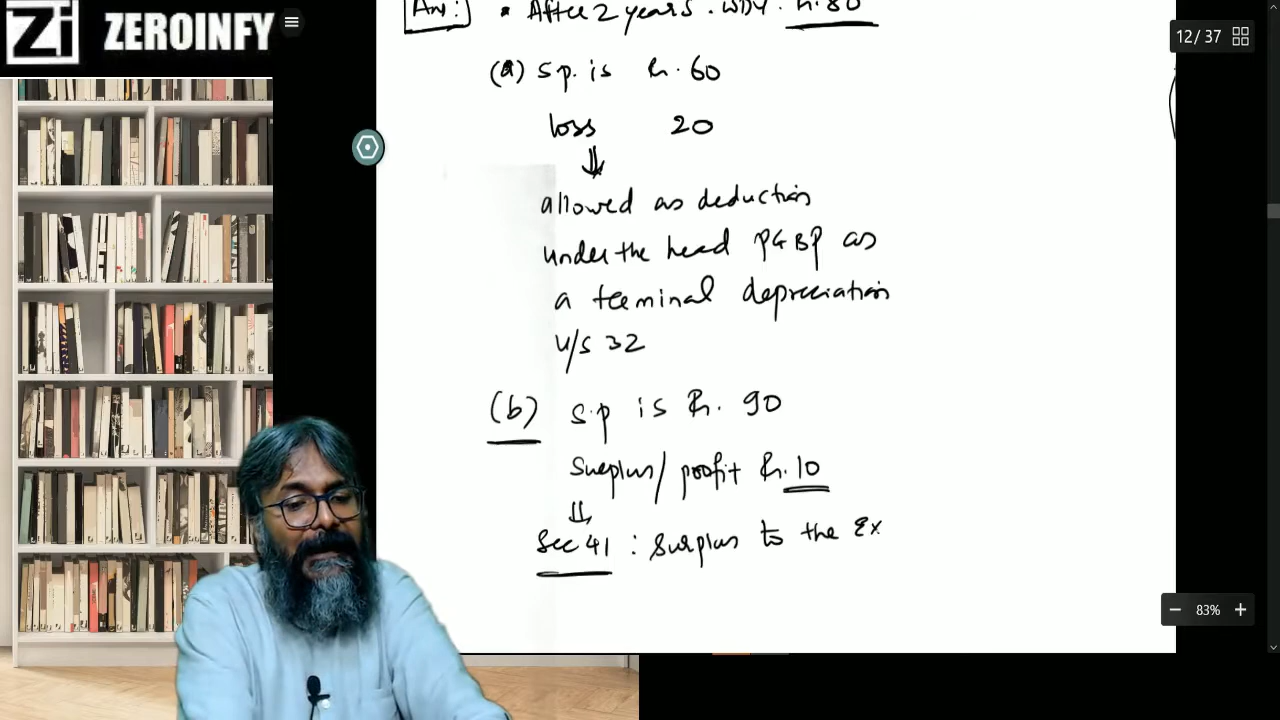 Zi ZEROINFY
12 / 37
Ans: • After 2 years. WDV. Rs. 80
(a) S.p. is Rs. 60
loss 20
allowed as deduction
under the head PGBP as
a terminal depreciation
u/s 32
(b) S.p is Rs. 90
Surplus/ profit Rs. 10
Sec 41 : Surplus to the Ex
83%